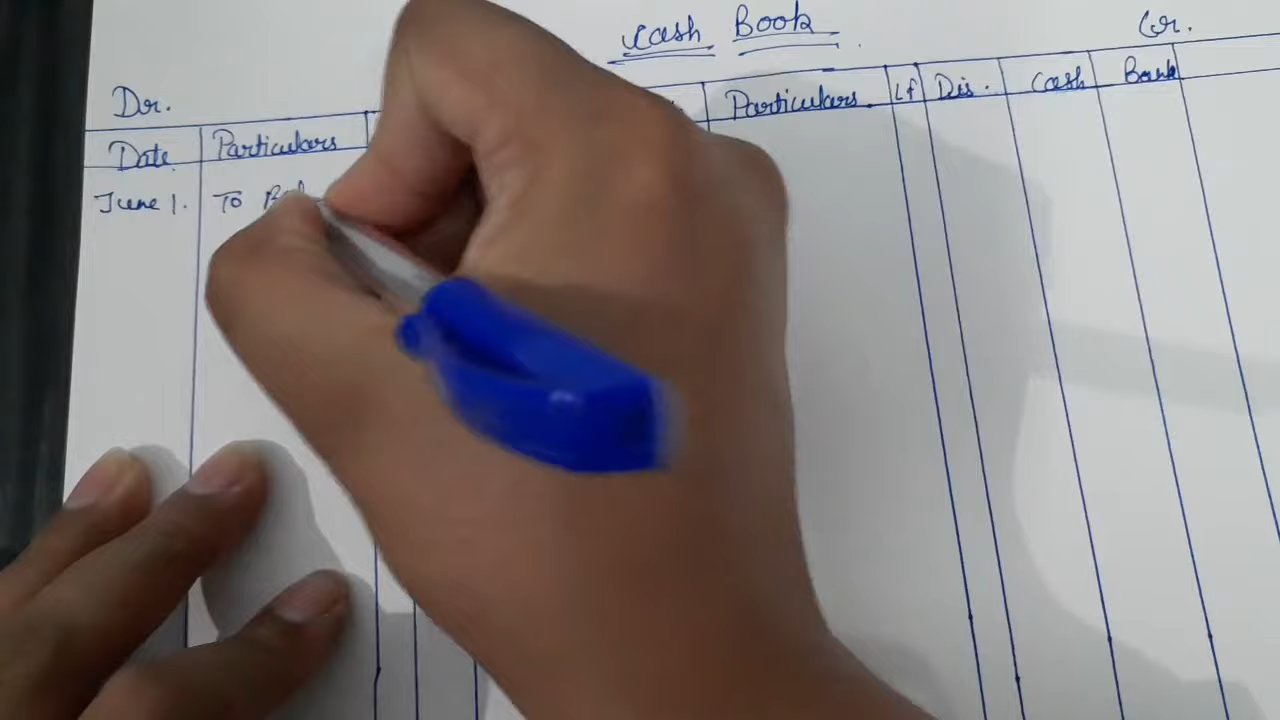 Cash Book
Cr.
Dr.
Date Particulars Particulars Lf Dis. Cash Bank
June 1. To